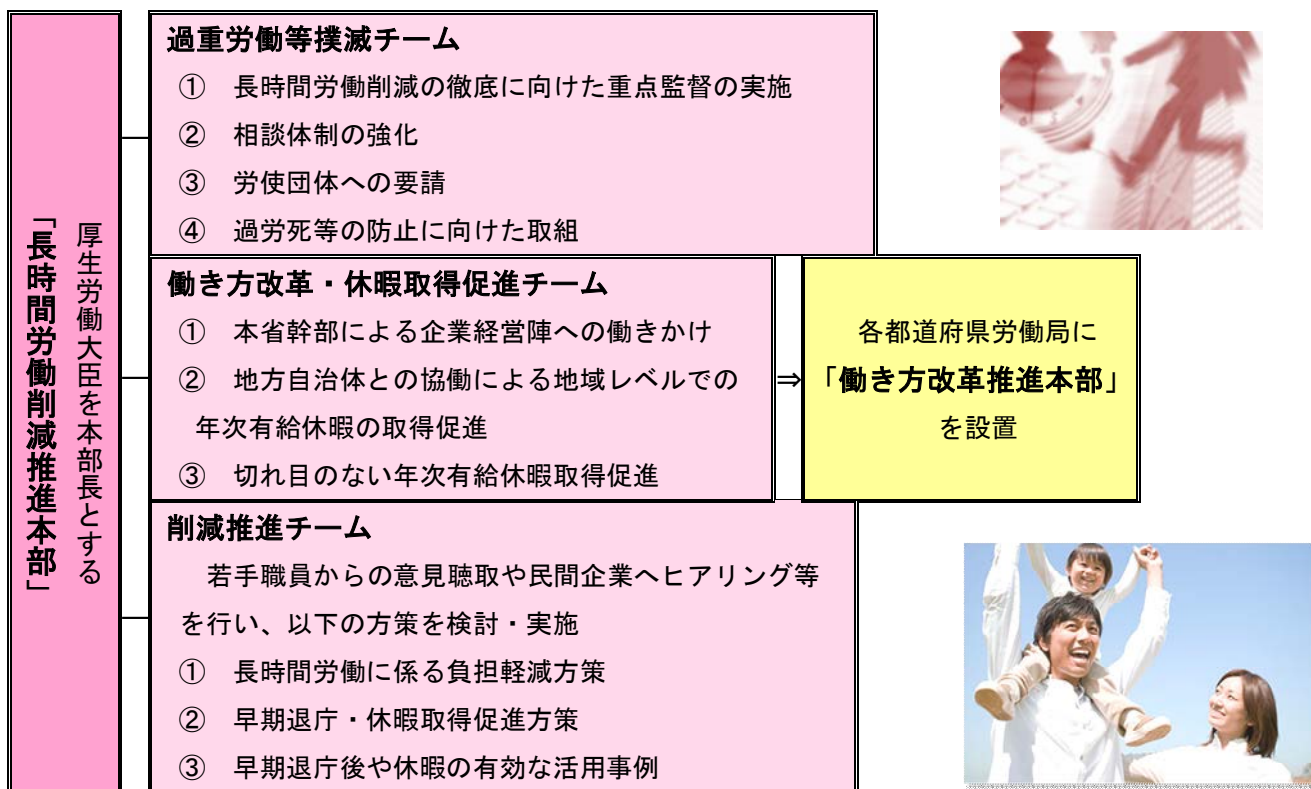 厚生労働大臣を本部長とする
「長時間労働削減推進本部」
過重労働等撲滅チーム
① 長時間労働削減の徹底に向けた重点監督の実施
② 相談体制の強化
③ 労使団体への要請
④ 過労死等の防止に向けた取組
働き方改革・休暇取得促進チーム
① 本省幹部による企業経営陣への働きかけ
② 地方自治体との協働による地域レベルでの
年次有給休暇の取得促進
③ 切れ目のない年次有給休暇取得促進
⇒
各都道府県労働局に
「働き方改革推進本部」
を設置
削減推進チーム
若手職員からの意見聴取や民間企業へヒアリング等
を行い、以下の方策を検討・実施
① 長時間労働に係る負担軽減方策
② 早期退庁・休暇取得促進方策
③ 早期退庁後や休暇の有効な活用事例